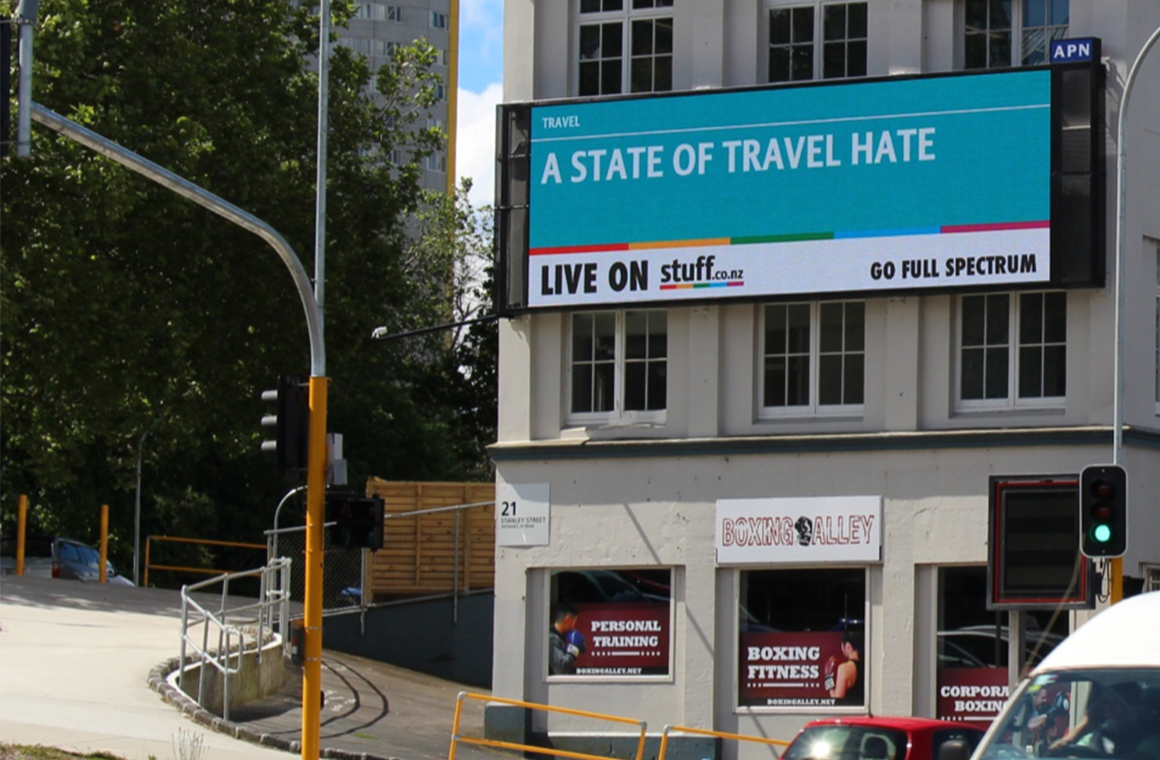 APN
TRAVEL
A STATE OF TRAVEL HATE
LIVE ON stuff.co.nz
GO FULL SPECTRUM
21
STANLEY STREET
BOXING ALLEY
PERSONAL
TRAINING
BOXINGALLEY.NET
BOXING
FITNESS
BOXINGALLEY.NET
CORPORA
BOXING